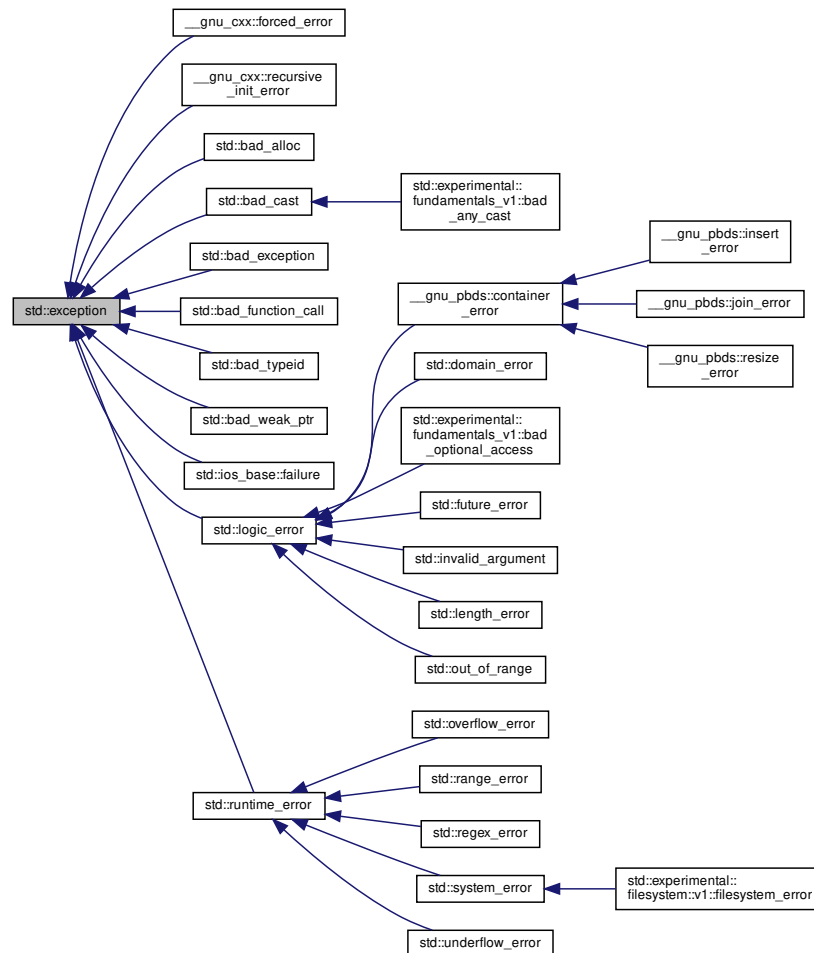 __gnu_cxx::forced_error
__gnu_cxx::recursive
_init_error
std::bad_alloc
std::bad_cast
std::experimental::
fundamentals_v1::bad
_any_cast
std::bad_exception
std::exception
std::bad_function_call
std::bad_typeid
std::bad_weak_ptr
std::ios_base::failure
std::logic_error
__gnu_pbds::container
_error
__gnu_pbds::insert
_error
__gnu_pbds::join_error
__gnu_pbds::resize
_error
std::domain_error
std::experimental::
fundamentals_v1::bad
_optional_access
std::future_error
std::invalid_argument
std::length_error
std::out_of_range
std::runtime_error
std::overflow_error
std::range_error
std::regex_error
std::system_error
std::experimental::
filesystem::v1::filesystem_error
std::underflow_error